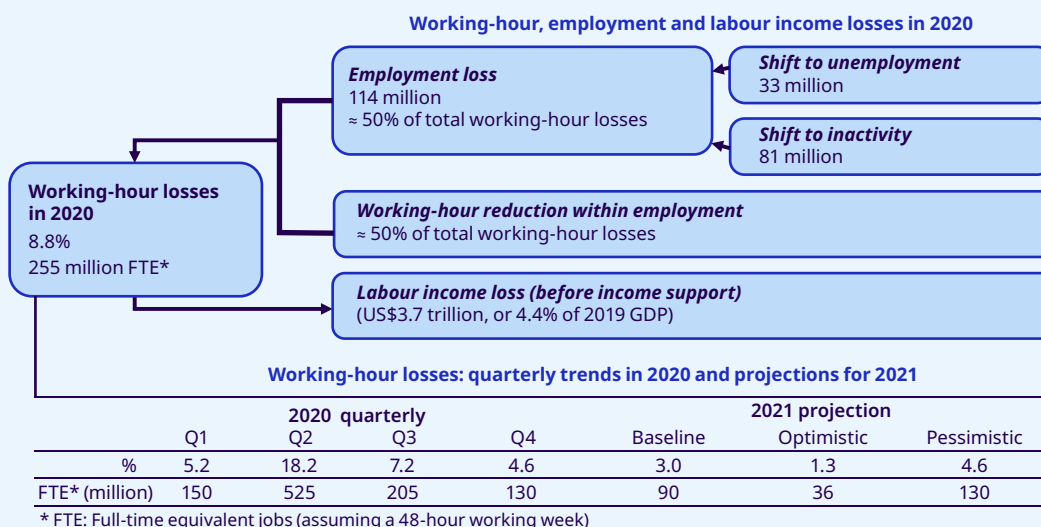 Working-hour, employment and labour income losses in 2020
Employment loss
114 million
≈ 50% of total working-hour losses
Shift to unemployment
33 million
Shift to inactivity
81 million
Working-hour losses
in 2020
8.8%
255 million FTE*
Working-hour reduction within employment
≈ 50% of total working-hour losses
Labour income loss (before income support)
(US$3.7 trillion, or 4.4% of 2019 GDP)
Working-hour losses: quarterly trends in 2020 and projections for 2021
2020 quarterly 2021 projection
Q1 Q2 Q3 Q4 Baseline Optimistic Pessimistic
% 5.2 18.2 7.2 4.6 3.0 1.3 4.6
FTE* (million) 150 525 205 130 90 36 130
* FTE: Full-time equivalent jobs (assuming a 48-hour working week)